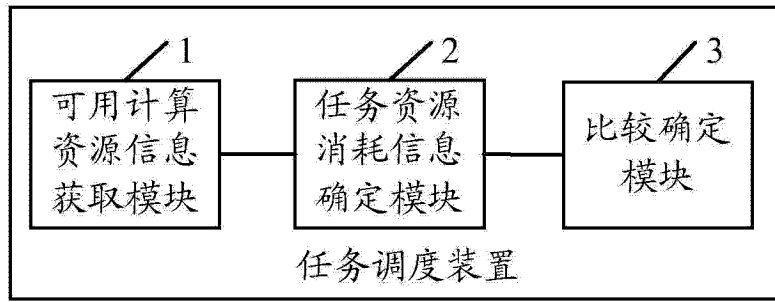 1
可用计算
资源信息
获取模块
2
任务资源
消耗信息
确定模块
3
比较确定
模块
任务调度装置